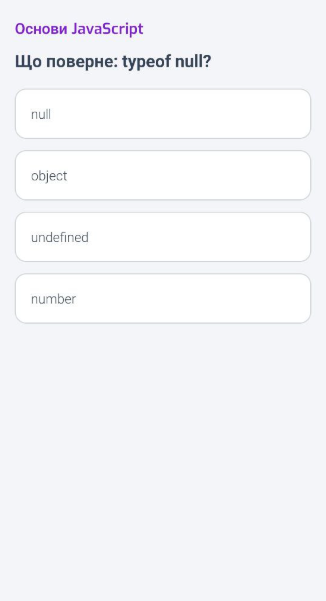 Основи JavaScript
Що поверне: typeof null?
null
object
undefined
number